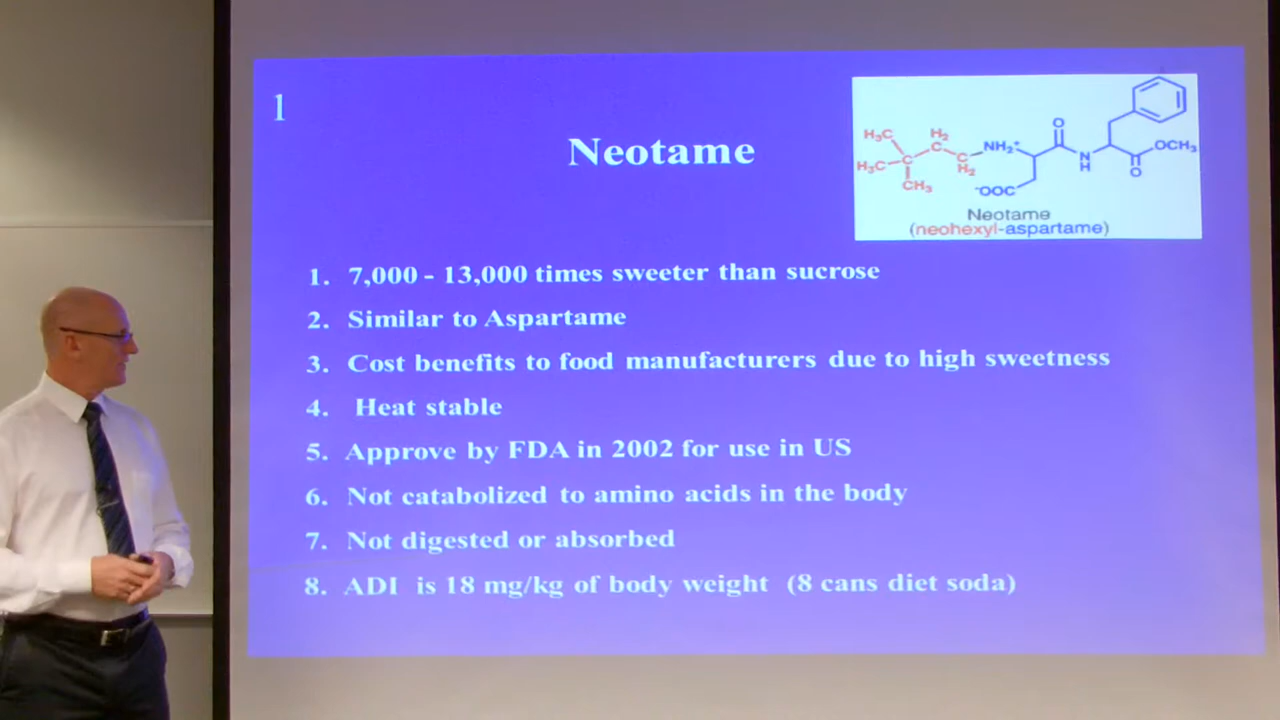 1
Neotame
H₃C
H₂
C
NH₂⁺
O
OCH₃
H₃C
C
C
H₂
N
H
O
CH₃
⁻OOC
Neotame
(neohexyl-aspartame)
1. 7,000 - 13,000 times sweeter than sucrose
2. Similar to Aspartame
3. Cost benefits to food manufacturers due to high sweetness
4. Heat stable
5. Approve by FDA in 2002 for use in US
6. Not catabolized to amino acids in the body
7. Not digested or absorbed
8. ADI is 18 mg/kg of body weight (8 cans diet soda)